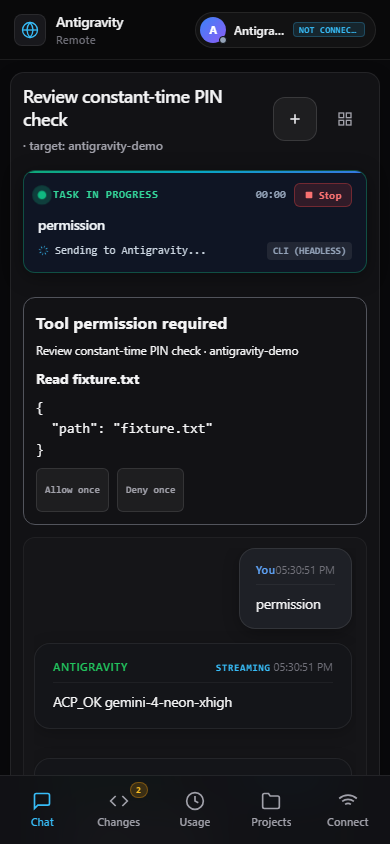 Antigravity
Remote
A
Antigra...
NOT CONNEC…
Review constant-time PIN
check
· target: antigravity-demo
TASK IN PROGRESS
00:00
Stop
permission
Sending to Antigravity...
CLI (HEADLESS)
Tool permission required
Review constant-time PIN check · antigravity-demo
Read fixture.txt
{
"path": "fixture.txt"
}
Allow once
Deny once
You05:30:51 PM
permission
ANTIGRAVITY
STREAMING 05:30:51 PM
ACP_OK gemini-4-neon-xhigh
2
Chat
Changes
Usage
Projects
Connect